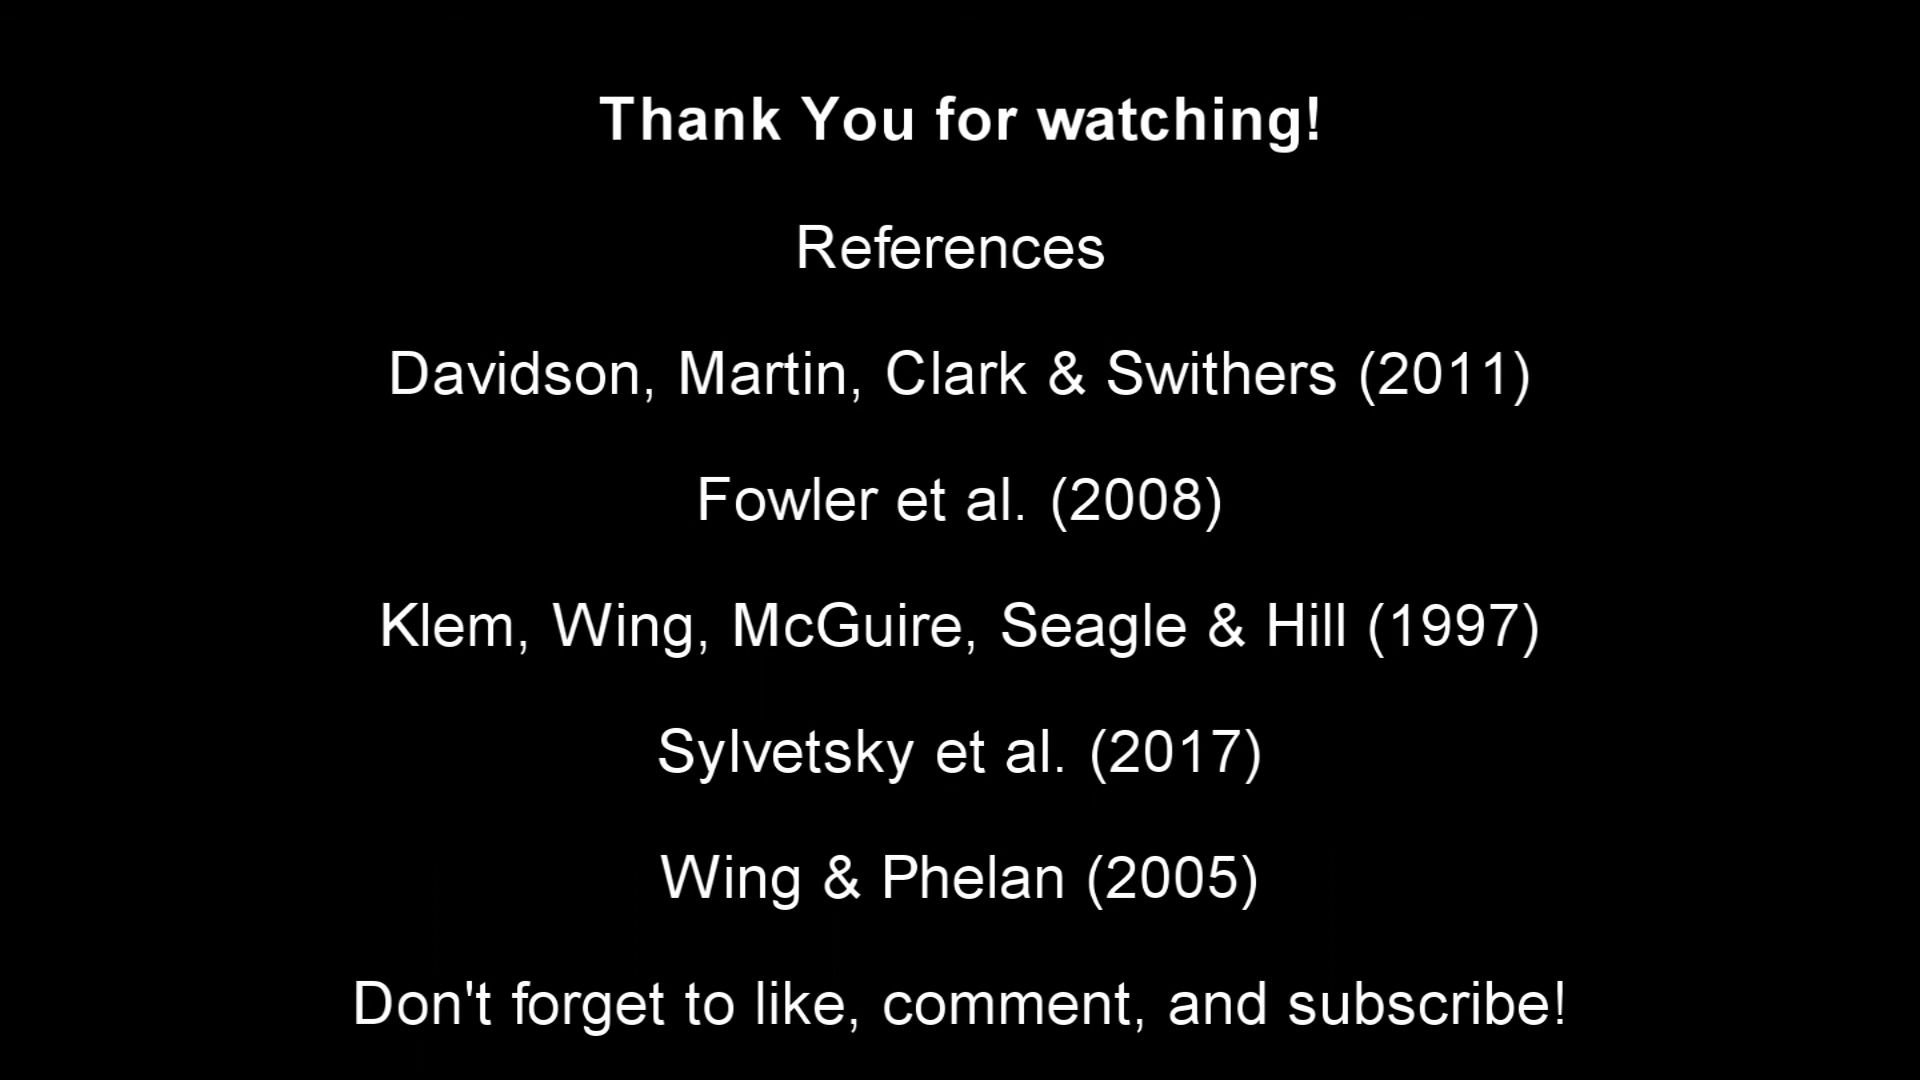 Thank You for watching!
References
Davidson, Martin, Clark & Swithers (2011)
Fowler et al. (2008)
Klem, Wing, McGuire, Seagle & Hill (1997)
Sylvetsky et al. (2017)
Wing & Phelan (2005)
Don't forget to like, comment, and subscribe!